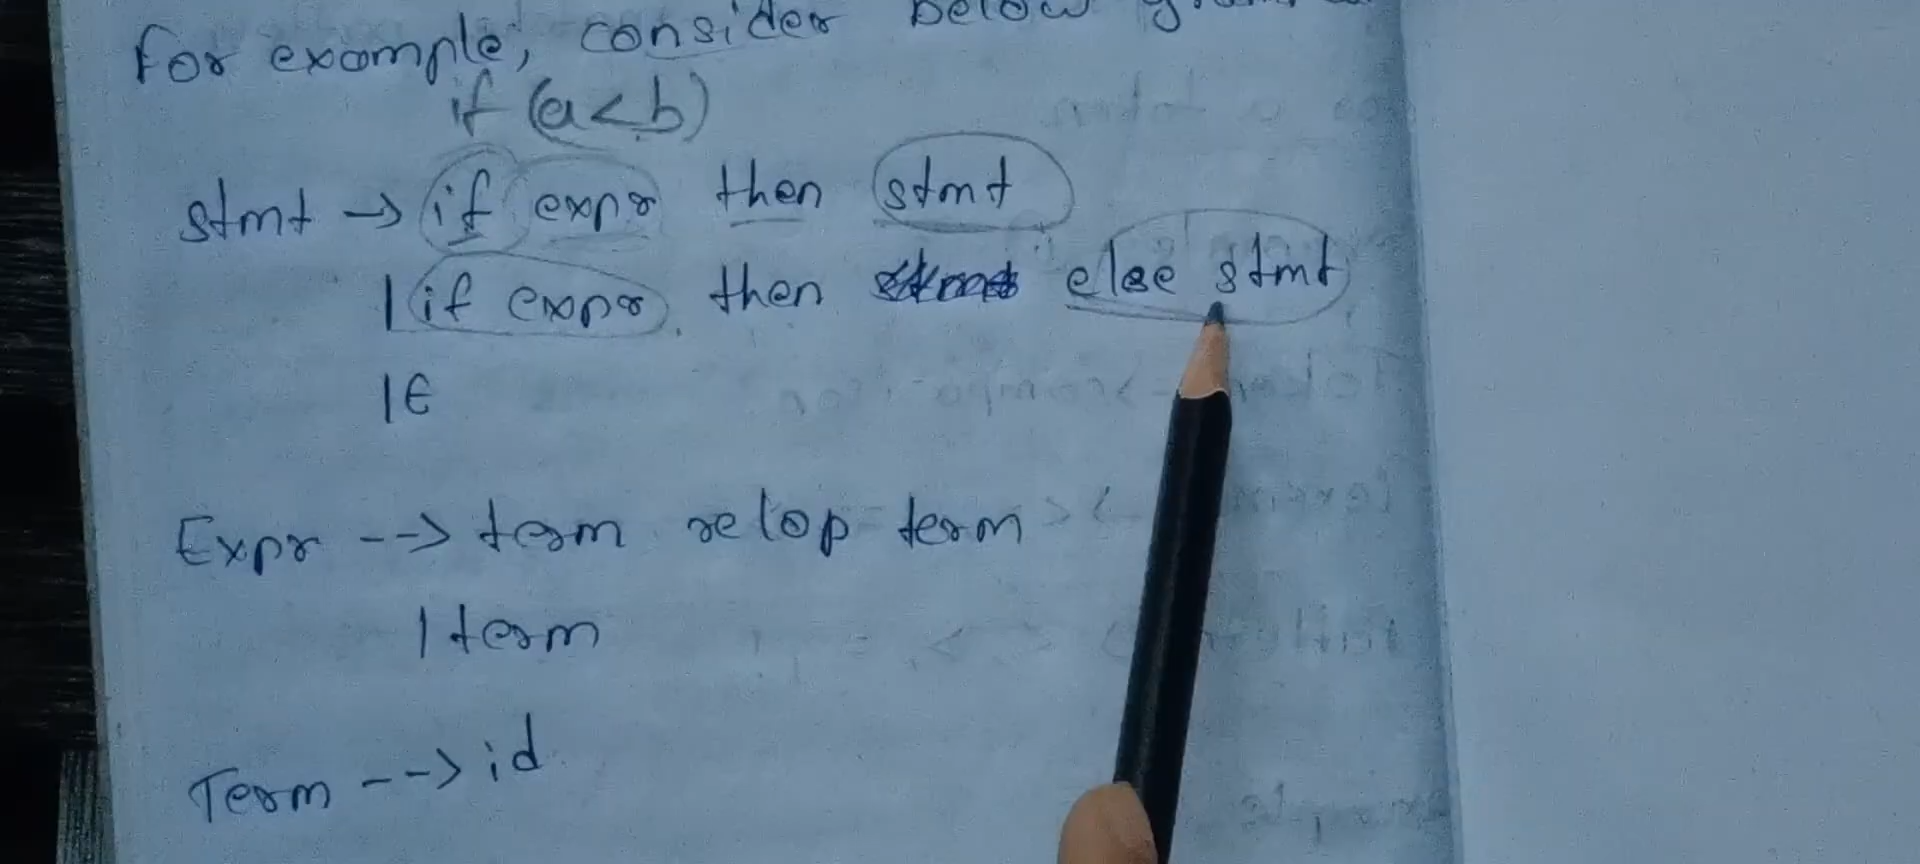 For example, consider below
if (a<b)
stmt → if expr then stmt
| if expr then stmt else stmt
| ϵ
Expr --> term relop term
| term
Term --> id